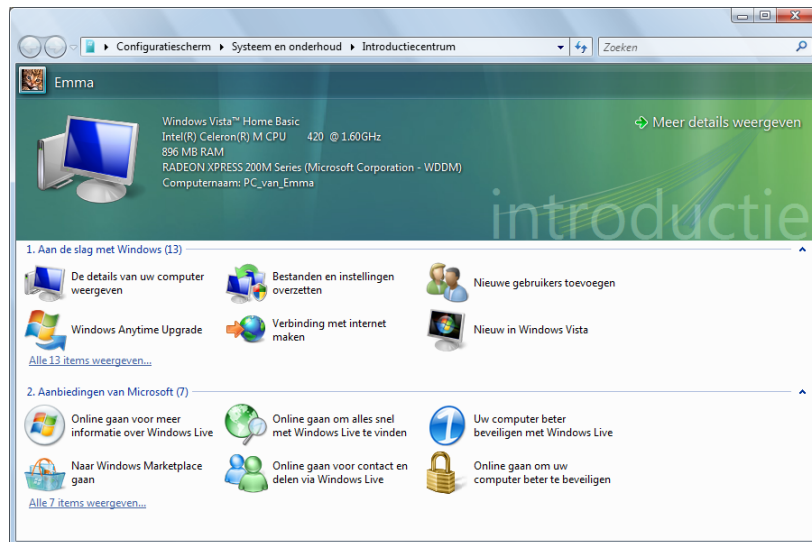 Configuratiescherm ▸ Systeem en onderhoud ▸ Introductiecentrum
Zoeken
Emma
Windows Vista™ Home Basic
Intel(R) Celeron(R) M CPU 420 @ 1.60GHz
896 MB RAM
RADEON XPRESS 200M Series (Microsoft Corporation - WDDM)
Computernaam: PC_van_Emma
Meer details weergeven
introductie
1. Aan de slag met Windows (13)
De details van uw computer
weergeven
Bestanden en instellingen
overzetten
Nieuwe gebruikers toevoegen
Windows Anytime Upgrade
Verbinding met internet
maken
Nieuw in Windows Vista
Alle 13 items weergeven...
2. Aanbiedingen van Microsoft (7)
Online gaan voor meer
informatie over Windows Live
Online gaan om alles snel
met Windows Live te vinden
Uw computer beter
beveiligen met Windows Live
Naar Windows Marketplace
gaan
Online gaan voor contact en
delen via Windows Live
Online gaan om uw
computer beter te beveiligen
Alle 7 items weergeven...